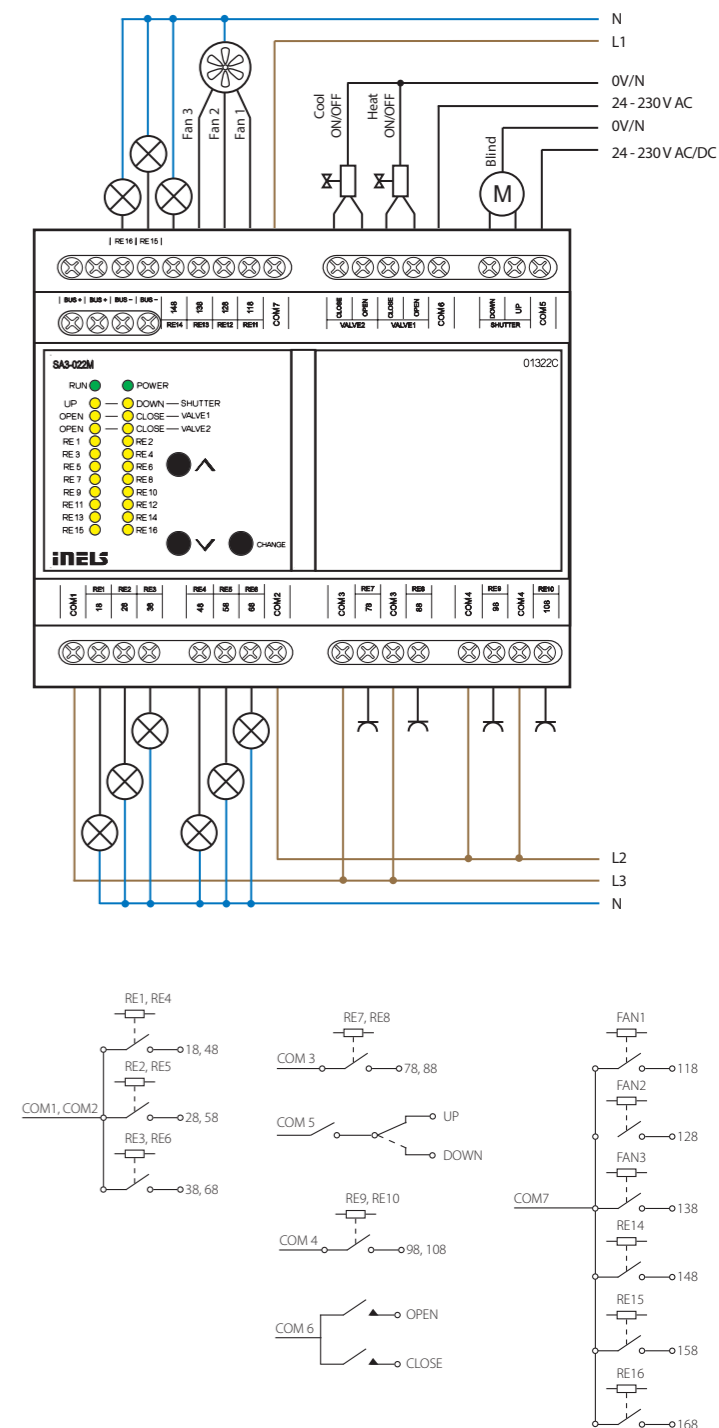 N
L1
0V/N
24 - 230 V AC
0V/N
24 - 230 V AC/DC
Fan 3
Fan 2
Fan 1
Cool
ON/OFF
Heat
ON/OFF
Blind
M
RE16 RE15
BUS + BUS + BUS - BUS - 148 138 128 118 COM7 CLOSE OPEN CLOSE OPEN COM6 DOWN UP COM5
RE14 RE13 RE12 RE11 VALVE2 VALVE1 SHUTTER
SA3-022M 01322C
RUN POWER
UP DOWN SHUTTER
OPEN CLOSE VALVE1
OPEN CLOSE VALVE2
RE 1 RE 2
RE 3 RE 4
RE 5 RE 6
RE 7 RE 8
RE 9 RE 10
RE 11 RE 12
RE 13 RE 14
RE 15 RE 16
CHANGE
iNELS
RE1 RE2 RE3 RE4 RE5 RE6 RE7 RE8 RE9 RE10
COM1 18 28 38 48 58 68 COM2 COM3 78 COM3 88 COM4 98 COM4 108
L2
L3
N
RE1, RE4
18, 48
RE2, RE5
COM1, COM2
28, 58
RE3, RE6
38, 68
RE7, RE8
COM 3
78, 88
COM 5
UP
DOWN
RE9, RE10
COM 4
98, 108
COM 6
OPEN
CLOSE
FAN1
118
FAN2
128
FAN3
COM7
138
RE14
148
RE15
158
RE16
168